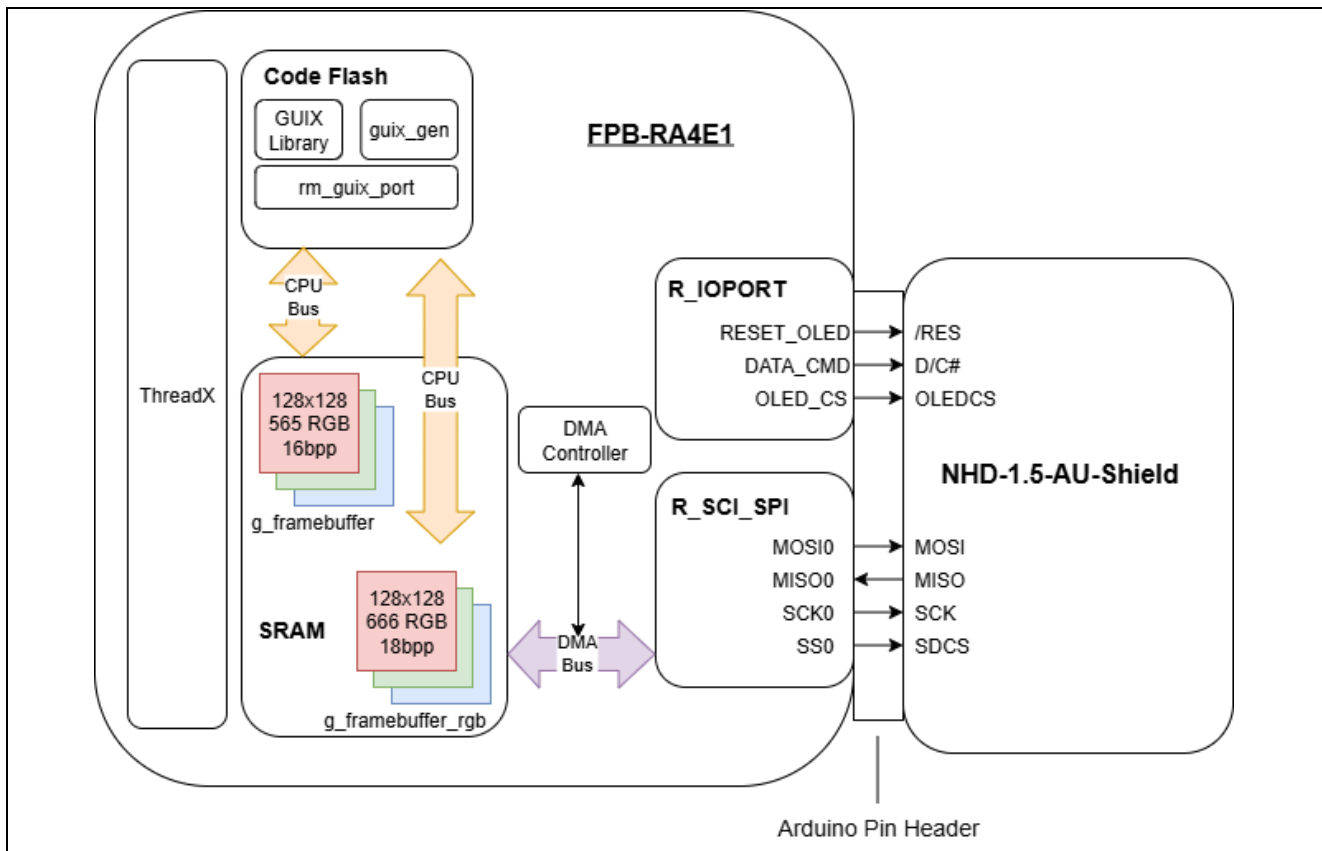 Code Flash
GUIX
Library
guix_gen
rm_guix_port
FPB-RA4E1
CPU
Bus
ThreadX
128x128
565 RGB
16bpp
g_framebuffer
CPU
Bus
SRAM
128x128
666 RGB
18bpp
g_framebuffer_rgb
DMA
Controller
DMA
Bus
R_IOPORT
RESET_OLED
DATA_CMD
OLED_CS
R_SCI_SPI
MOSI0
MISO0
SCK0
SS0
/RES
D/C#
OLEDCS
NHD-1.5-AU-Shield
MOSI
MISO
SCK
SDCS
Arduino Pin Header